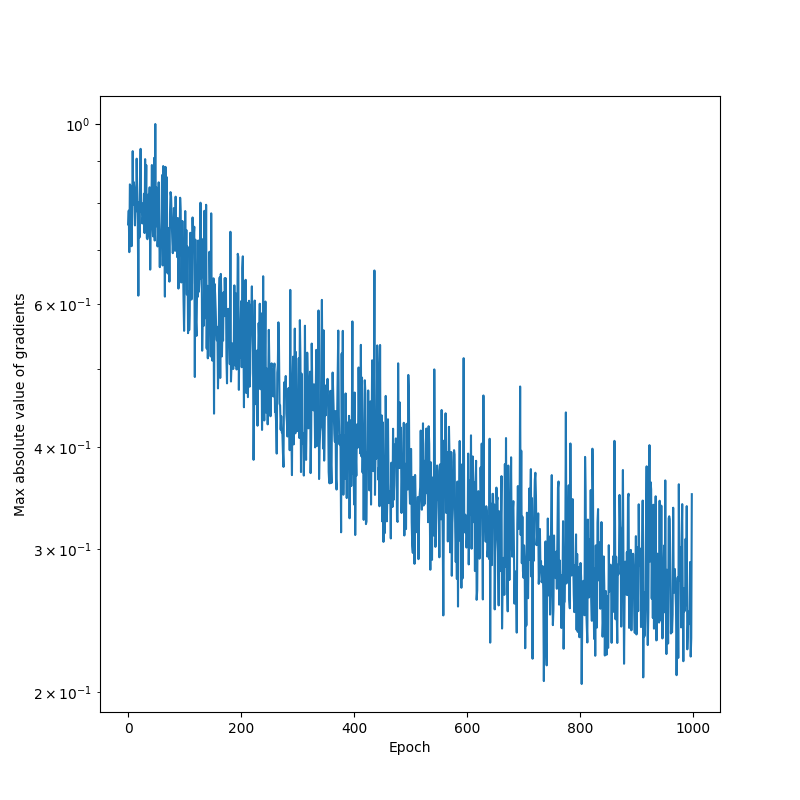 Max absolute value of gradients
10⁰
6 × 10⁻¹
4 × 10⁻¹
3 × 10⁻¹
2 × 10⁻¹
0 200 400 600 800 1000
Epoch